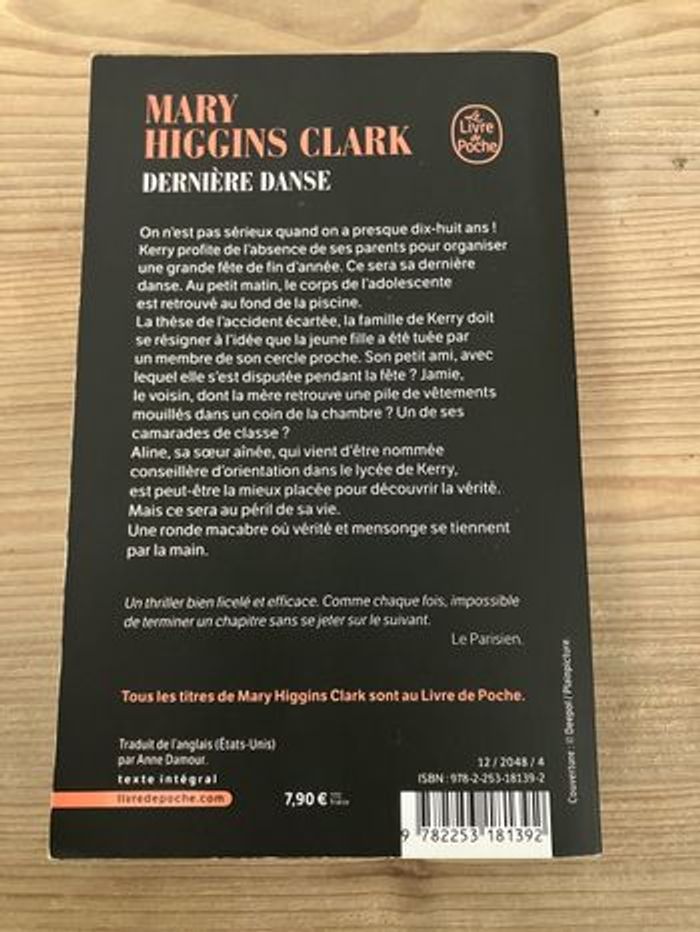 MARY
HIGGINS CLARK
DERNIÈRE DANSE
Le
Livre
de
Poche
On n'est pas sérieux quand on a presque dix-huit ans !
Kerry profite de l'absence de ses parents pour organiser
une grande fête de fin d'année. Ce sera sa dernière
danse. Au petit matin, le corps de l'adolescente
est retrouvé au fond de la piscine.
La thèse de l'accident écartée, la famille de Kerry doit
se résigner à l'idée que la jeune fille a été tuée par
un membre de son cercle proche. Son petit ami, avec
lequel elle s'est disputée pendant la fête ? Jamie,
le voisin, dont la mère retrouve une pile de vêtements
mouillés dans un coin de la chambre ? Un de ses
camarades de classe ?
Aline, sa sœur aînée, qui vient d'être nommée
conseillère d'orientation dans le lycée de Kerry,
est peut-être la mieux placée pour découvrir la vérité.
Mais ce sera au péril de sa vie.
Une ronde macabre où vérité et mensonge se tiennent
par la main.
Un thriller bien ficelé et efficace. Comme chaque fois, impossible
de terminer un chapitre sans se jeter sur le suivant.
Le Parisien.
Tous les titres de Mary Higgins Clark sont au Livre de Poche.
Traduit de l'anglais (États-Unis)
par Anne Damour.
texte intégral
livredepoche.com
7,90 €
12 / 2048 / 4
ISBN : 978-2-253-18139-2
9 782253 181392
Couverture : © Deepol / Plainpicture